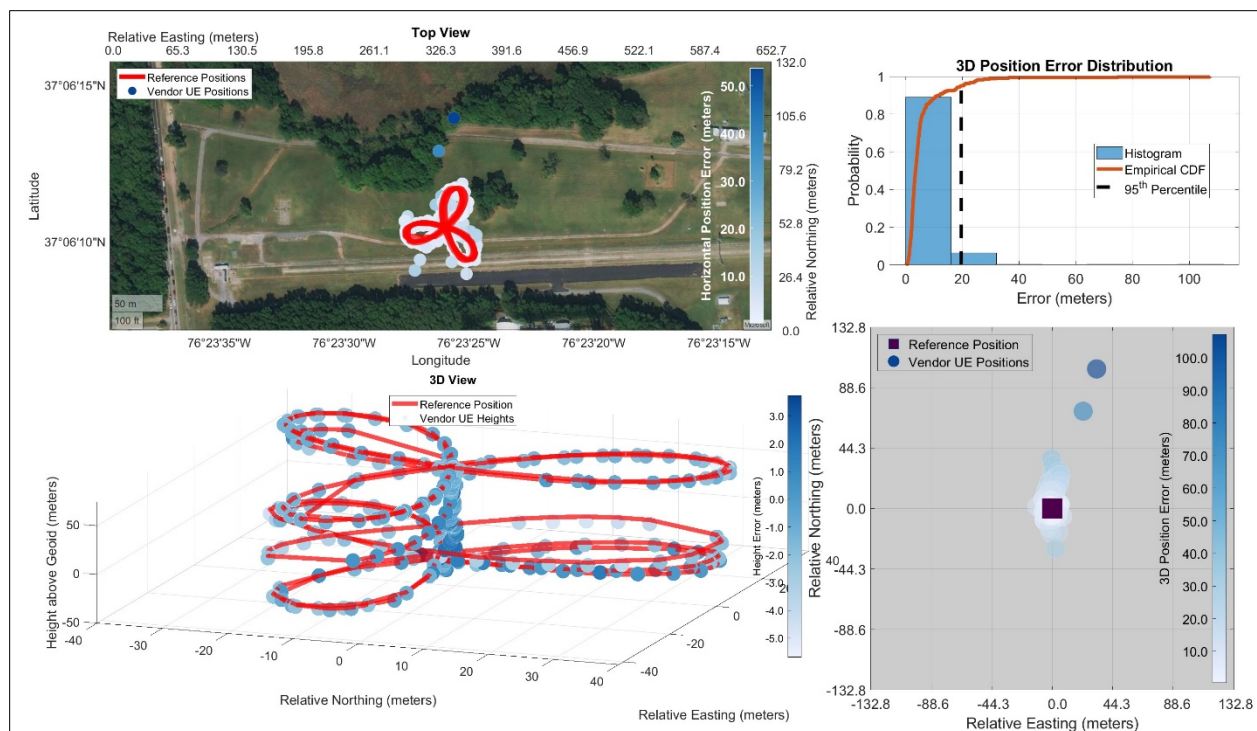 Top View
Relative Easting (meters)
0.0 65.3 130.5 195.8 261.1 326.3 391.6 456.9 522.1 587.4 652.7
Reference Positions
Vendor UE Positions
37°06'15"N
37°06'10"N
Latitude
50 m
100 ft
Microsoft
76°23'35"W 76°23'30"W 76°23'25"W 76°23'20"W 76°23'15"W
Longitude
50.0
40.0
30.0
20.0
10.0
Horizontal Position Error (meters)
132.0
105.6
79.2
52.8
26.4
0.0
Relative Northing (meters)
3D Position Error Distribution
1
0.8
0.6
0.4
0.2
0
Probability
Histogram
Empirical CDF
95th Percentile
0 20 40 60 80 100
Error (meters)
3D View
Reference Position
Vendor UE Heights
50
0
-50
Height above Geoid (meters)
-40 -30 -20 -10 0 10 20 30 40
Relative Northing (meters)
-40 -20 0 40
Relative Easting (meters)
3.0
2.0
1.0
0.0
-1.0
-2.0
-3.0
-4.0
-5.0
Height Error (meters)
Relative Northing (meters)
Reference Position
Vendor UE Positions
132.8
88.6
44.3
0.0
-44.3
-88.6
-132.8
-132.8 -88.6 -44.3 0.0 44.3 88.6 132.8
Relative Easting (meters)
100.0
90.0
80.0
70.0
60.0
50.0
40.0
30.0
20.0
10.0
3D Position Error (meters)